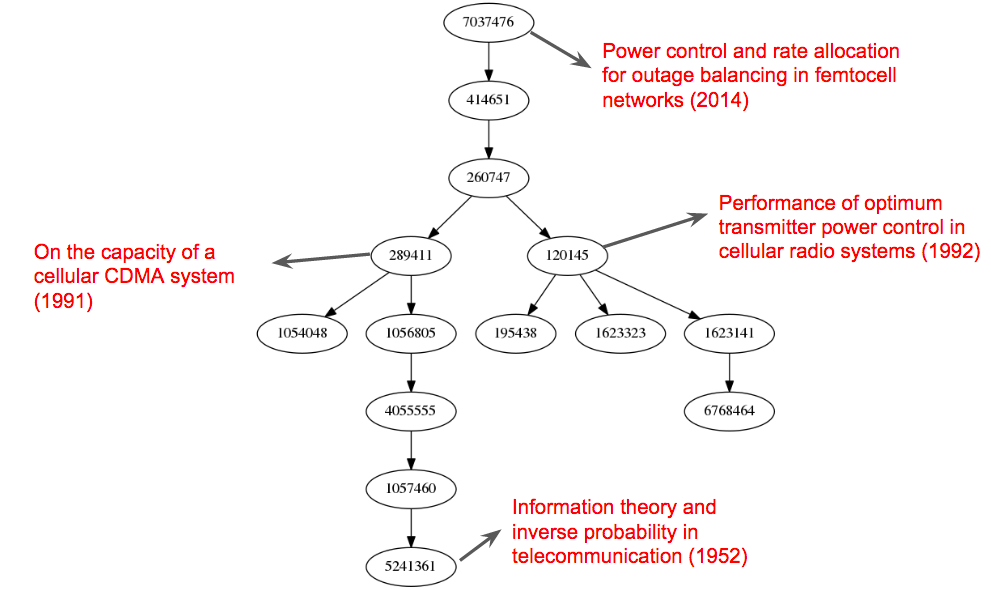 7037476
Power control and rate allocation
for outage balancing in femtocell
networks (2014)
414651
260747
Performance of optimum
transmitter power control in
cellular radio systems (1992)
On the capacity of a
cellular CDMA system
(1991)
289411
120145
1054048
1056805
195438
1623323
1623141
4055555
6768464
1057460
Information theory and
inverse probability in
telecommunication (1952)
5241361